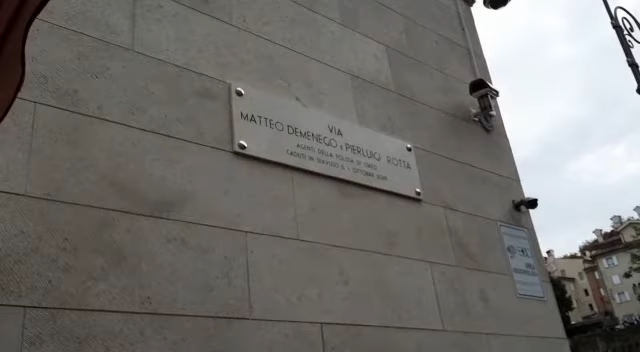 VIA
MATTEO DEMENEGO E PIERLUIGI ROTTA
AGENTI DELLA POLIZIA DI STATO
CADUTI IN SERVIZIO IL 4 OTTOBRE 2019